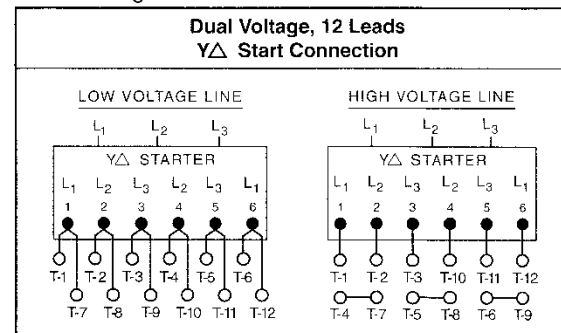 Dual Voltage, 12 Leads
Y△ Start Connection
LOW VOLTAGE LINE
L1 L2 L3
Y△ STARTER
L1 L2 L3 L2 L3 L1
1 2 3 4 5 6
T-1 T-2 T-3 T-4 T-5 T-6
T-7 T-8 T-9 T-10 T-11 T-12
HIGH VOLTAGE LINE
L1 L2 L3
Y△ STARTER
L1 L2 L3 L2 L3 L1
1 2 3 4 5 6
T-1 T-2 T-3 T-10 T-11 T-12
T-4 T-7 T-5 T-8 T-6 T-9